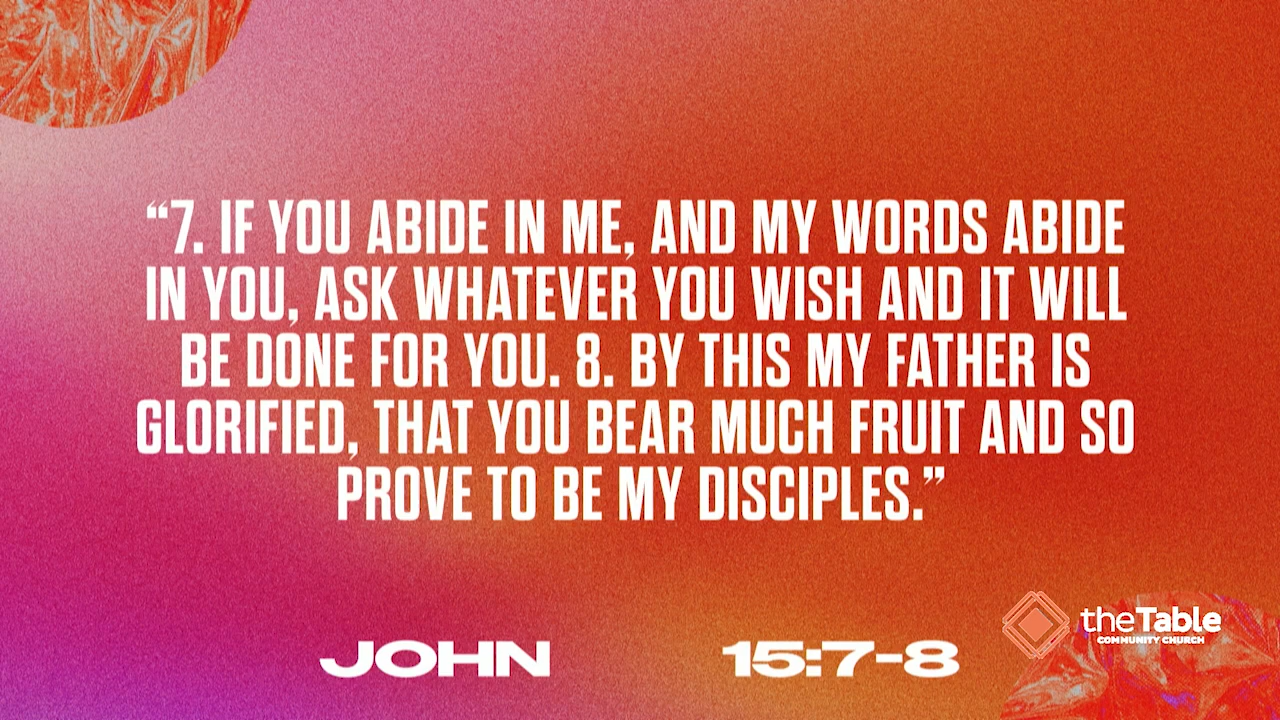 “7. IF YOU ABIDE IN ME, AND MY WORDS ABIDE
IN YOU, ASK WHATEVER YOU WISH AND IT WILL
BE DONE FOR YOU. 8. BY THIS MY FATHER IS
GLORIFIED, THAT YOU BEAR MUCH FRUIT AND SO
PROVE TO BE MY DISCIPLES.”
JOHN 15:7-8
theTable
COMMUNITY CHURCH